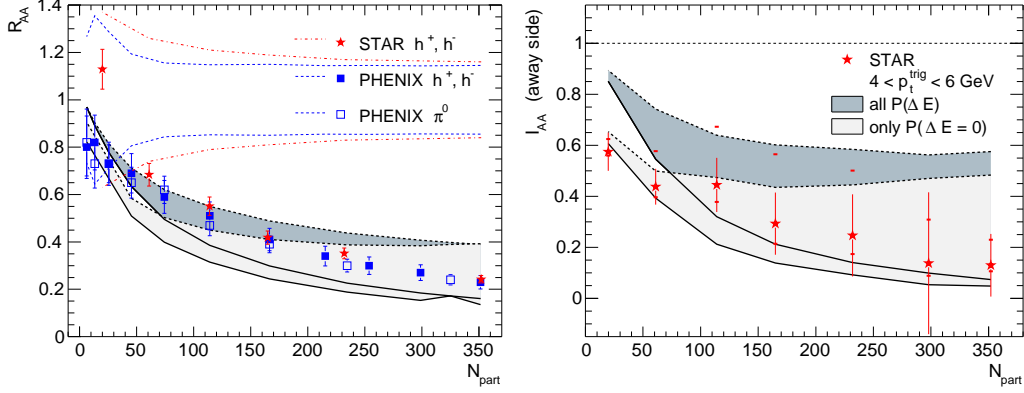 R_AA
1.4
1.2
1
0.8
0.6
0.4
0.2
0
STAR h⁺, h⁻
PHENIX h⁺, h⁻
PHENIX π⁰
0 50 100 150 200 250 300 350
N_part
I_AA (away side)
1
0.8
0.6
0.4
0.2
0
STAR
4 < p_t^trig < 6 GeV
all P(Δ E)
only P(Δ E = 0)
0 50 100 150 200 250 300 350
N_part